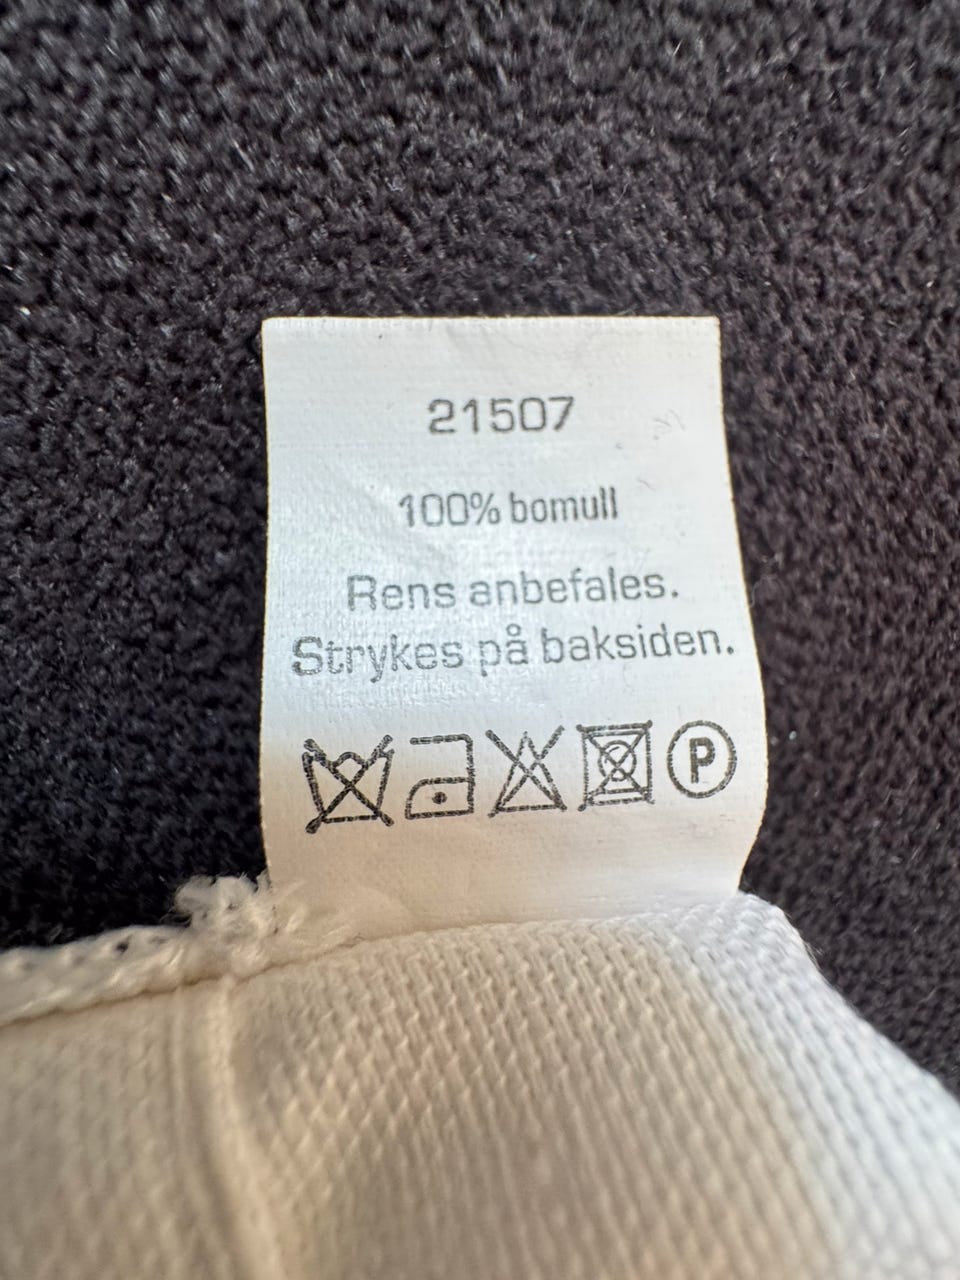 21507
100% bomull
Rens anbefales.
Strykes på baksiden.
P